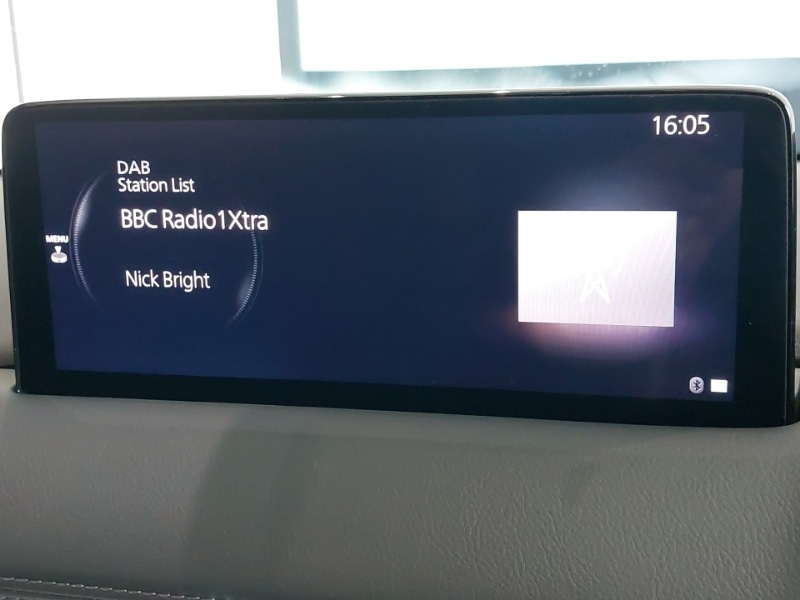 16:05
DAB
Station List
BBC Radio1Xtra
MENU
Nick Bright